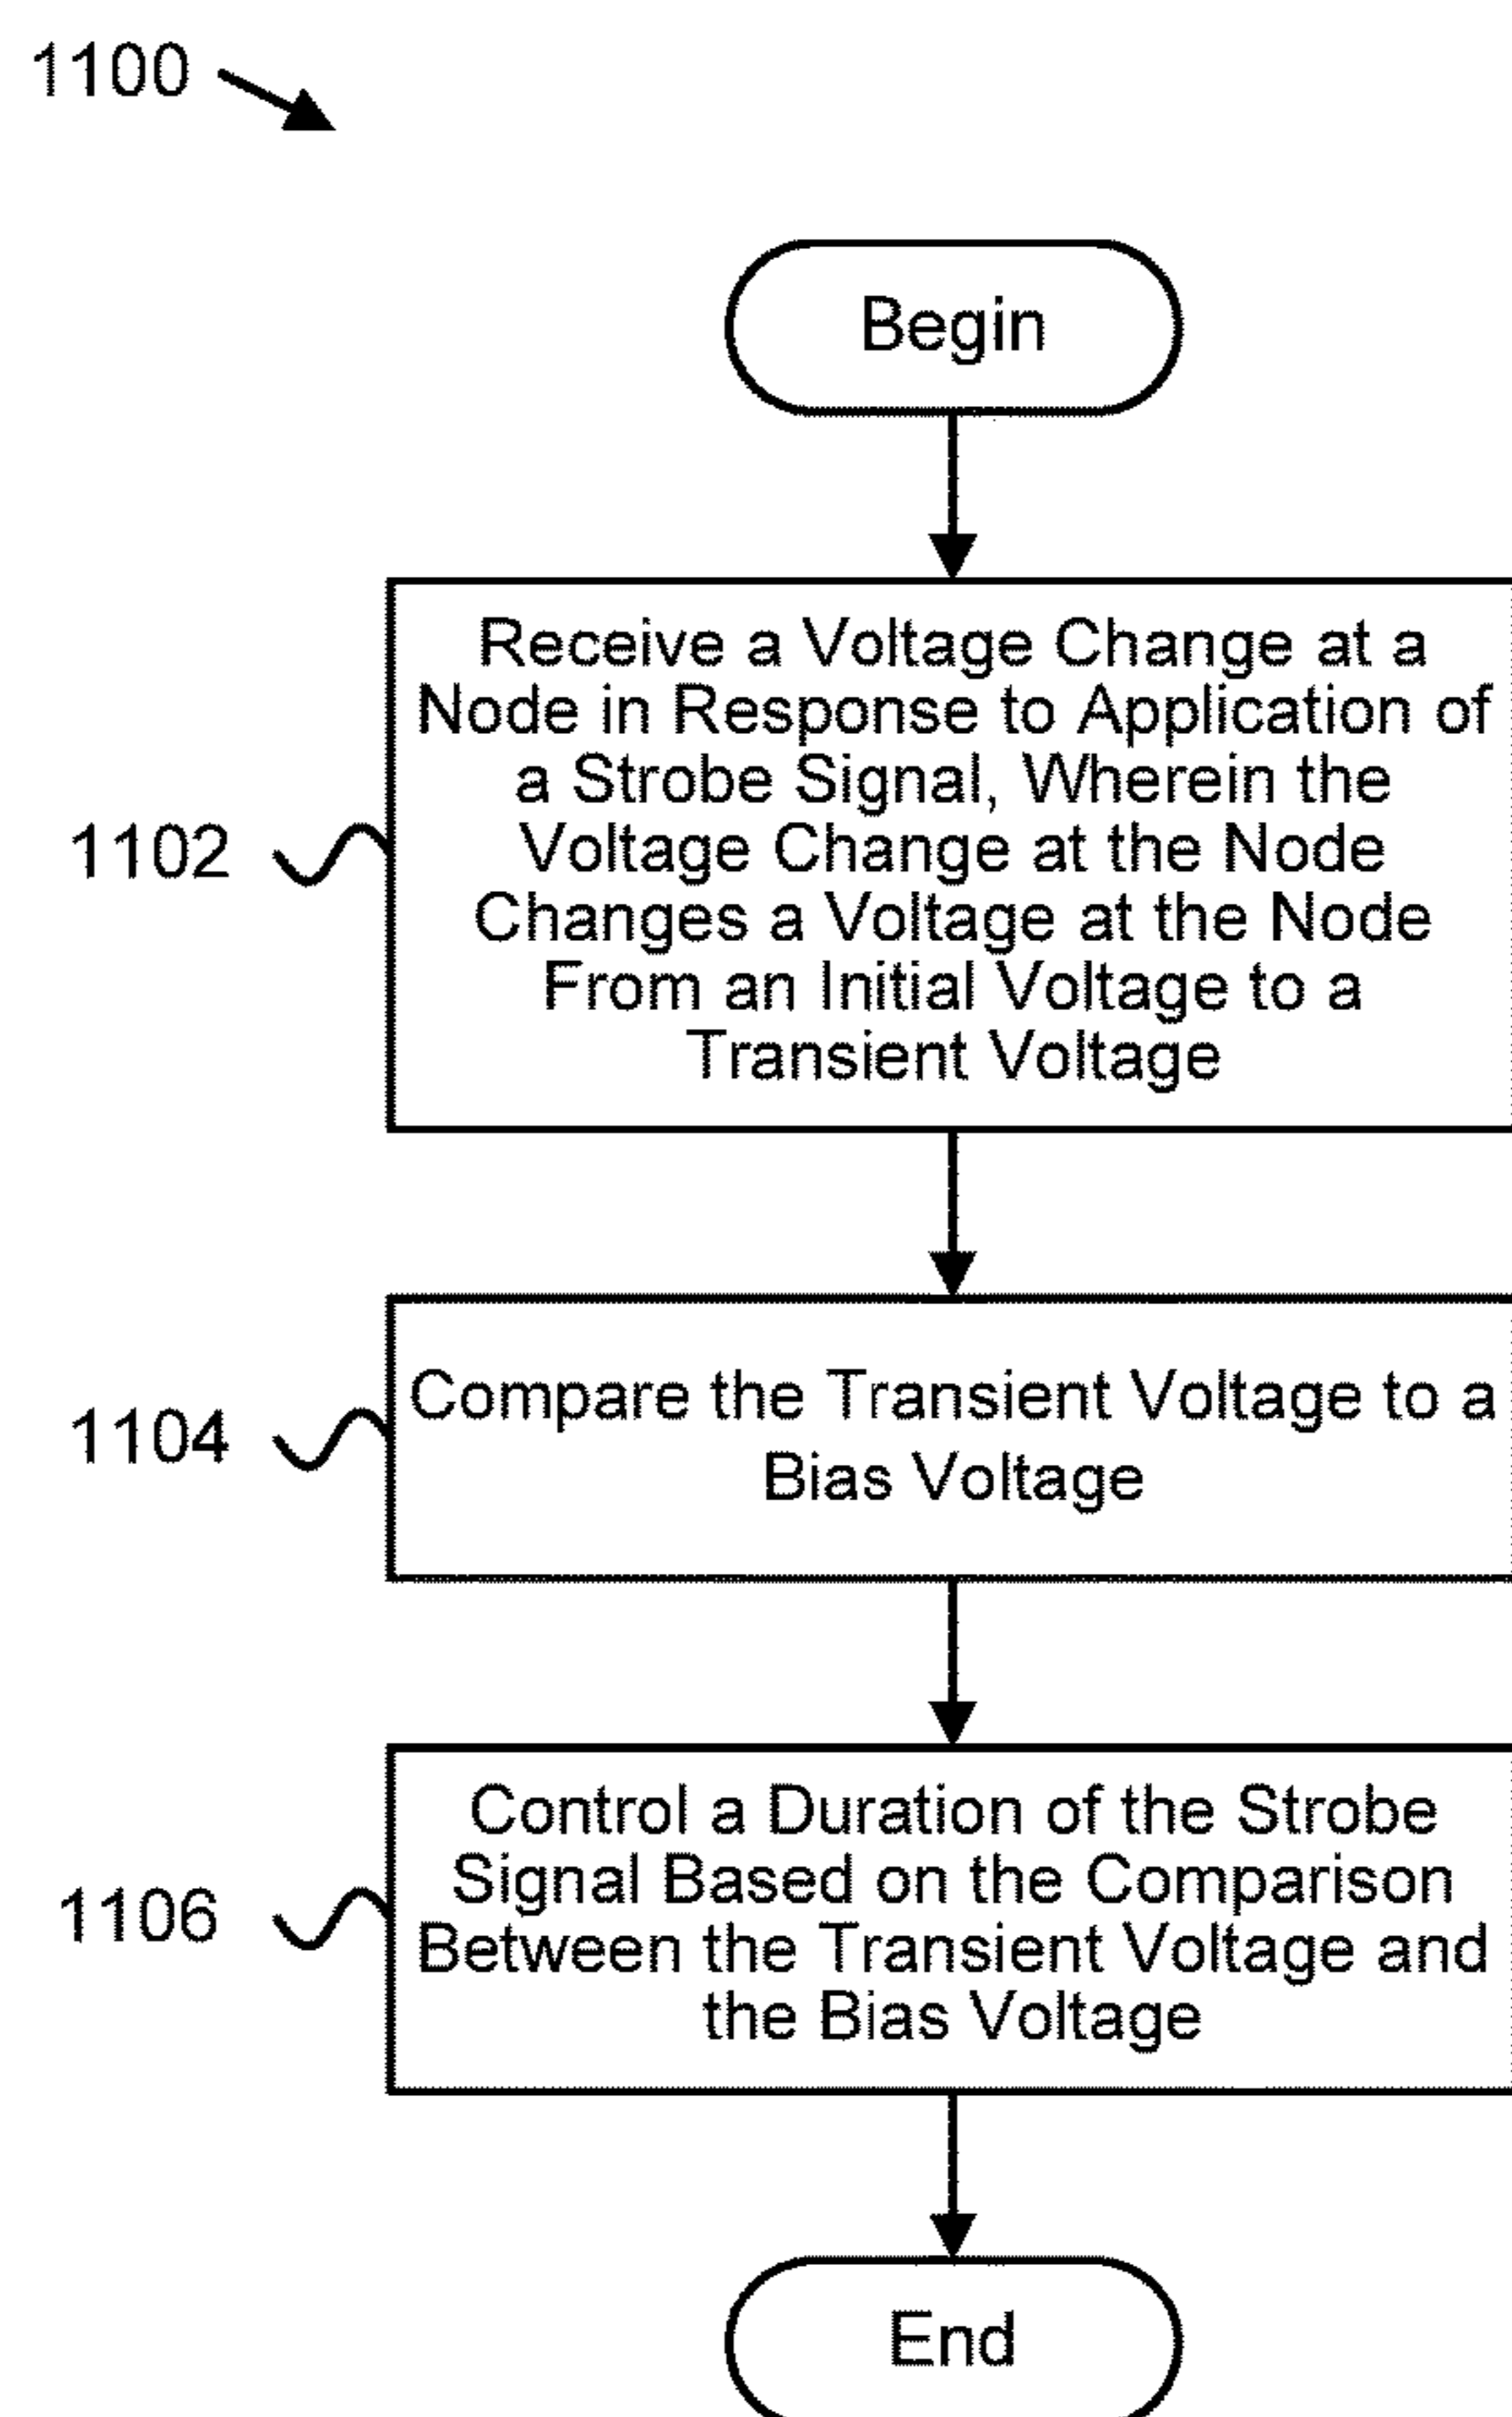 1100
Begin
Receive a Voltage Change at a
Node in Response to Application of
a Strobe Signal, Wherein the
Voltage Change at the Node
Changes a Voltage at the Node
From an Initial Voltage to a
Transient Voltage
1102
Compare the Transient Voltage to a
Bias Voltage
1104
Control a Duration of the Strobe
Signal Based on the Comparison
Between the Transient Voltage and
the Bias Voltage
1106
End